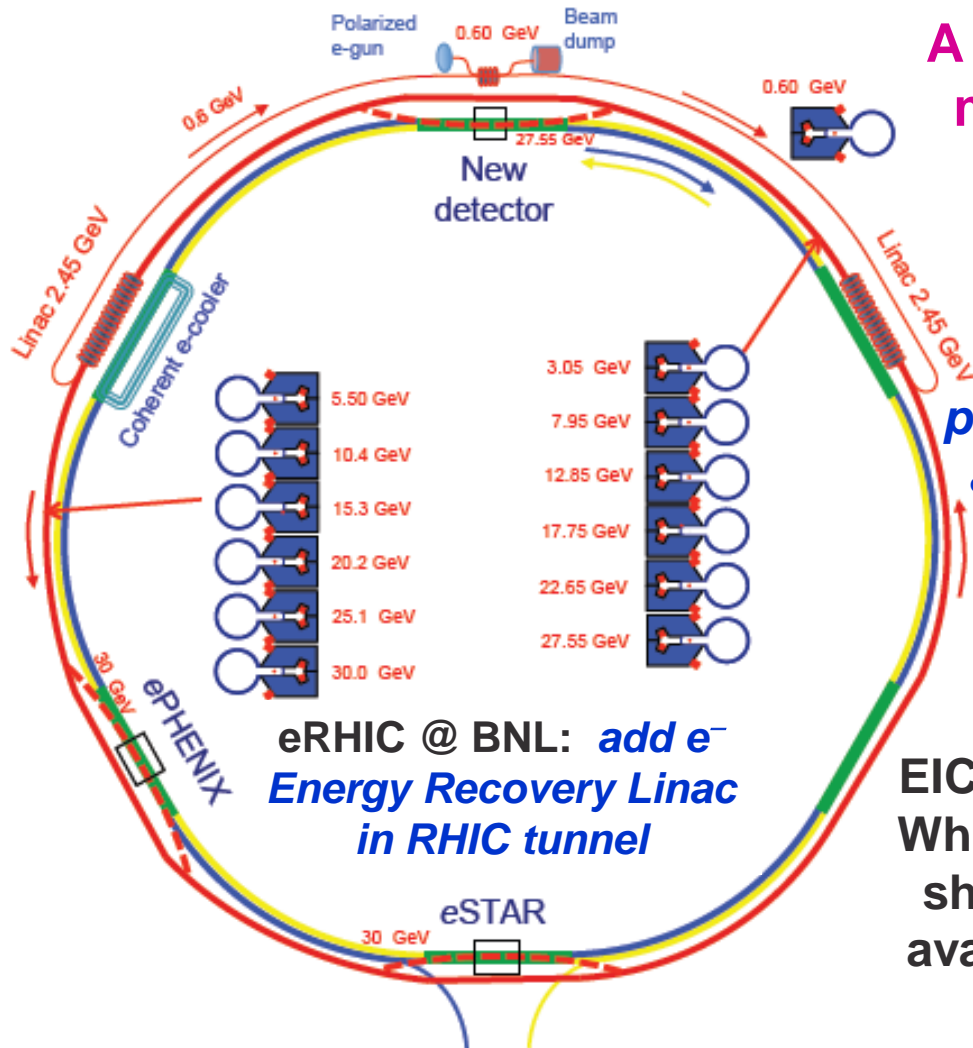 Polarized
e-gun
0.60 GeV
Beam
dump
A
0.60 GeV
0.6 GeV
27.55 GeV
New
detector
Linac 2.45 GeV
Linac 2.45 GeV
Coherent e-cooler
5.50 GeV
10.4 GeV
15.3 GeV
20.2 GeV
25.1 GeV
30.0 GeV
3.05 GeV
7.95 GeV
12.85 GeV
17.75 GeV
22.65 GeV
27.55 GeV
30 GeV
ePHENIX
eRHIC @ BNL: add e⁻
Energy Recovery Linac
in RHIC tunnel
EIC
Wh
sh
ava
eSTAR
30 GeV